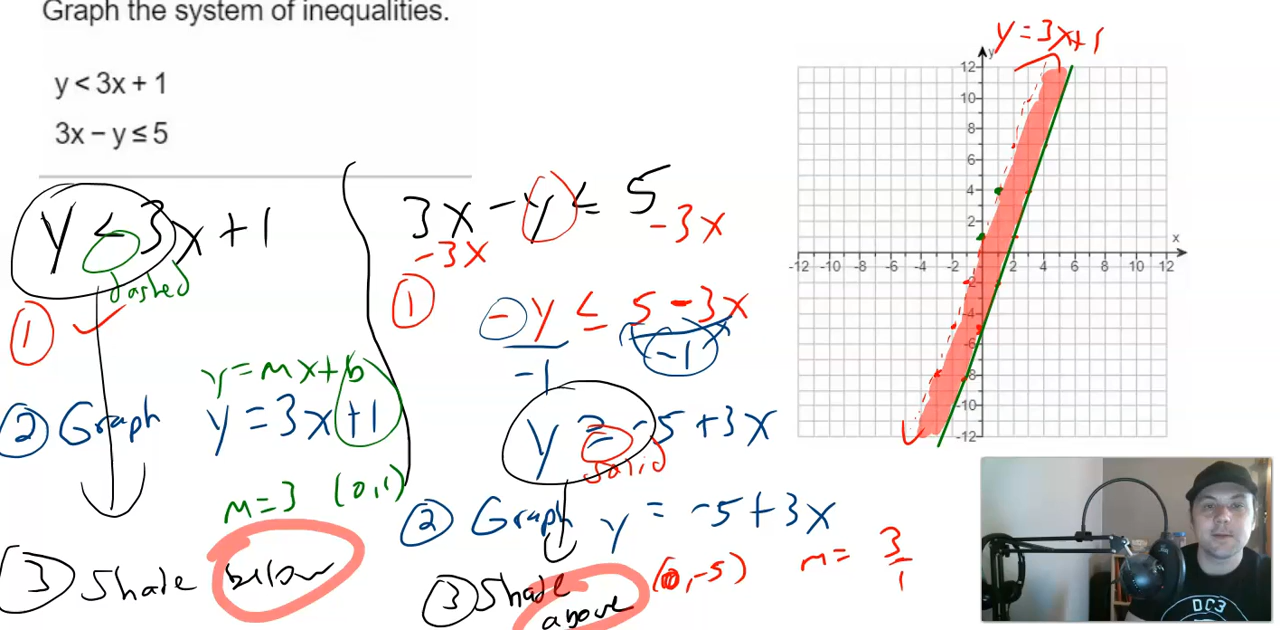 Graph the system of inequalities.
y < 3x + 1
3x − y ≤ 5
y < 3x + 1
dashed
① 
y = mx + b
② Graph y = 3x + 1
m = 3 (0,1)
③ Shade below
3x − y ≤ 5
−3x −3x
①
−y ≤ 5 − 3x
−1 −1
y ≥ −5 + 3x
solid
② Graph y = −5 + 3x
(0, −5) m = 3/1
③ Shade above
y = 3x + 1
y
12
10
8
6
4
2
-12 -10 -8 -6 -4 -2 2 4 6 8 10 12 x
-2
-4
-6
-8
-10
-12
DC3